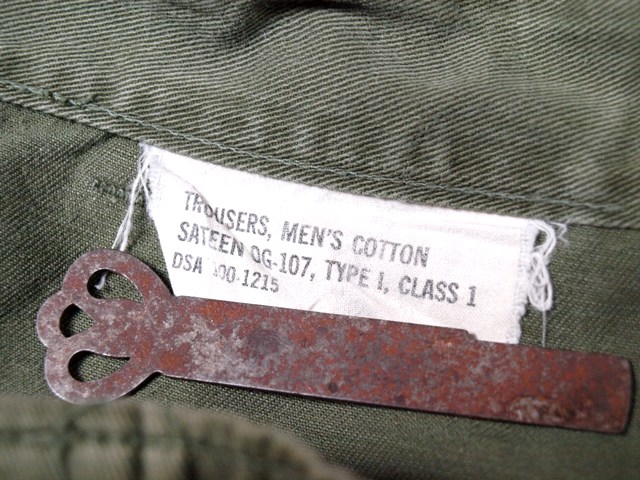 TROUSERS, MEN'S COTTON
SATEEN OG-107, TYPE I, CLASS 1
DSA 100-1215